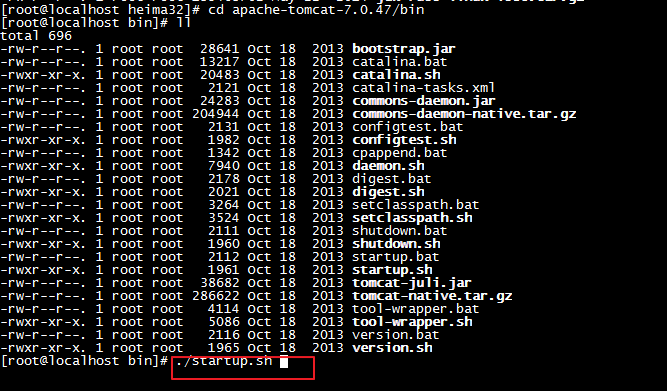 [root@localhost heima32]# cd apache-tomcat-7.0.47/bin
[root@localhost bin]# ll
total 696
-rw-r--r--. 1 root root 28641 Oct 18 2013 bootstrap.jar
-rw-r--r--. 1 root root 13217 Oct 18 2013 catalina.bat
-rwxr-xr-x. 1 root root 20483 Oct 18 2013 catalina.sh
-rw-r--r--. 1 root root 2121 Oct 18 2013 catalina-tasks.xml
-rw-r--r--. 1 root root 24283 Oct 18 2013 commons-daemon.jar
-rw-r--r--. 1 root root 204944 Oct 18 2013 commons-daemon-native.tar.gz
-rw-r--r--. 1 root root 2131 Oct 18 2013 configtest.bat
-rwxr-xr-x. 1 root root 1982 Oct 18 2013 configtest.sh
-rw-r--r--. 1 root root 1342 Oct 18 2013 cpappend.bat
-rwxr-xr-x. 1 root root 7940 Oct 18 2013 daemon.sh
-rw-r--r--. 1 root root 2178 Oct 18 2013 digest.bat
-rwxr-xr-x. 1 root root 2021 Oct 18 2013 digest.sh
-rw-r--r--. 1 root root 3264 Oct 18 2013 setclasspath.bat
-rwxr-xr-x. 1 root root 3524 Oct 18 2013 setclasspath.sh
-rw-r--r--. 1 root root 2111 Oct 18 2013 shutdown.bat
-rwxr-xr-x. 1 root root 1960 Oct 18 2013 shutdown.sh
-rw-r--r--. 1 root root 2112 Oct 18 2013 startup.bat
-rwxr-xr-x. 1 root root 1961 Oct 18 2013 startup.sh
-rw-r--r--. 1 root root 38682 Oct 18 2013 tomcat-juli.jar
-rw-r--r--. 1 root root 286622 Oct 18 2013 tomcat-native.tar.gz
-rw-r--r--. 1 root root 4114 Oct 18 2013 tool-wrapper.bat
-rwxr-xr-x. 1 root root 5086 Oct 18 2013 tool-wrapper.sh
-rw-r--r--. 1 root root 2116 Oct 18 2013 version.bat
-rwxr-xr-x. 1 root root 1965 Oct 18 2013 version.sh
[root@localhost bin]# ./startup.sh